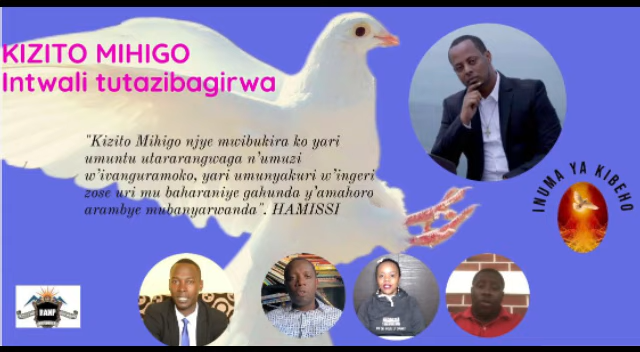 KIZITO MIHIGO
Intwali tutazibagirwa
"Kizito Mihigo njye mwibukira ko yari
umuntu utararangwaga n'umuzi
w'ivanguramoko, yari umunyakuri w'ingeri
zose uri mu baharaniye gahunda y'amahoro
arambye mubanyarwanda". HAMISSI
INUMA YA KIBEHO